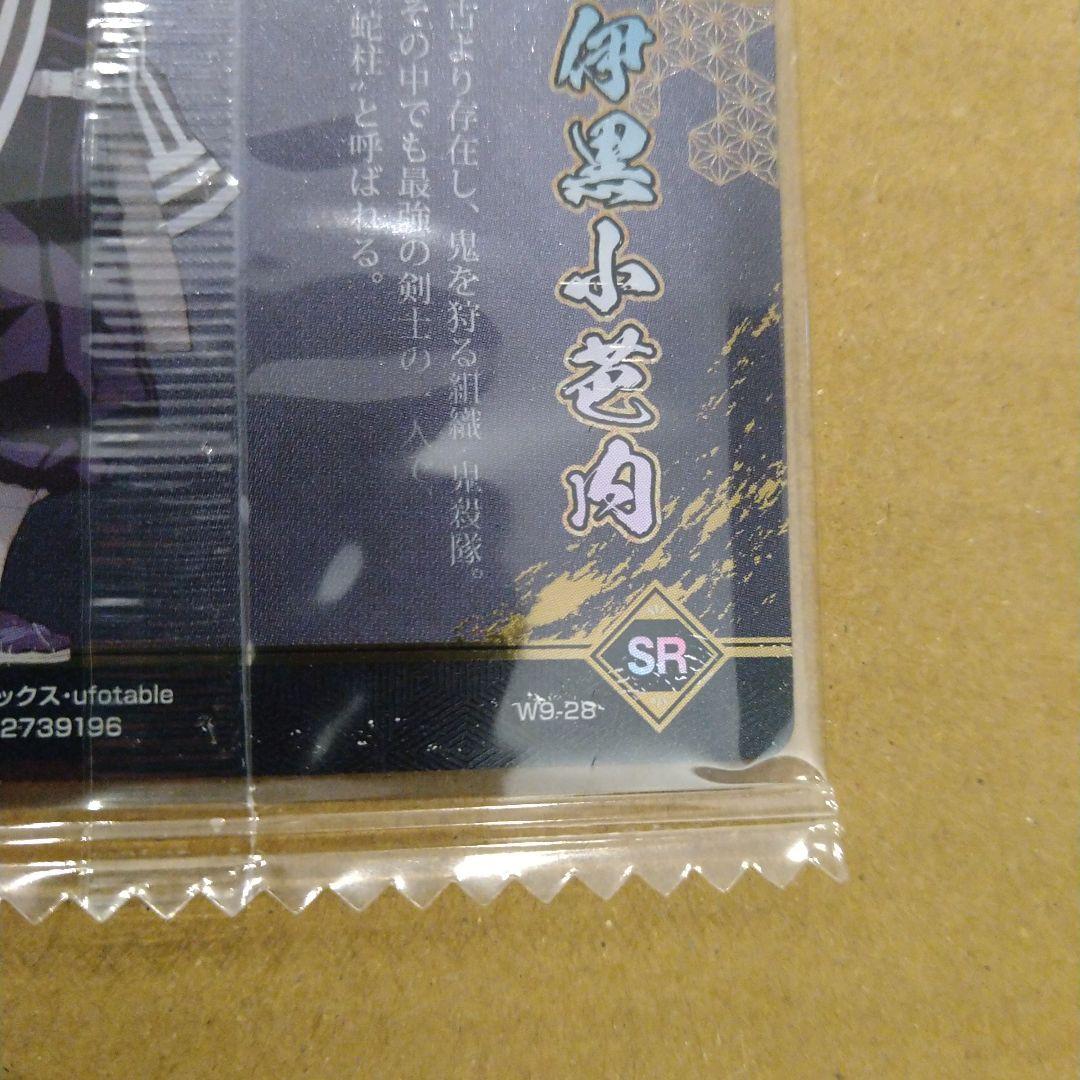 伊黒小芭内
古より存在し、鬼を狩る組織“鬼殺隊。
その中でも最強の剣士の一人で、
蛇柱”と呼ばれる。
SR
W9-28
ックス・ufotable
2739196